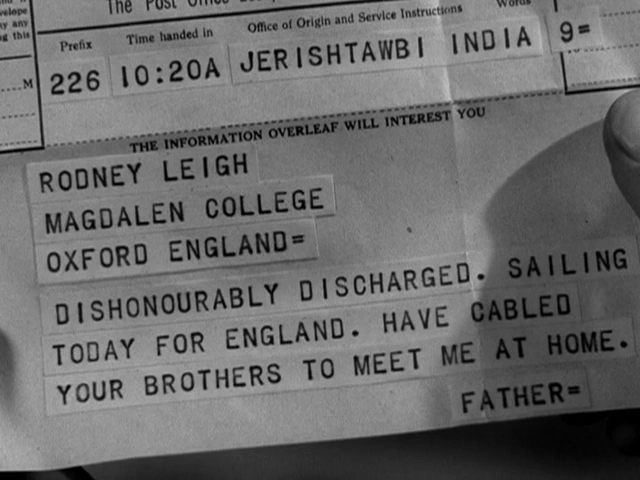 The Post
Prefix Time handed in Office of Origin and Service Instructions Words
226 10:20A JERISHTAWBI INDIA 9=
M
THE INFORMATION OVERLEAF WILL INTEREST YOU
RODNEY LEIGH
MAGDALEN COLLEGE
OXFORD ENGLAND=
DISHONOURABLY DISCHARGED. SAILING
TODAY FOR ENGLAND. HAVE CABLED
YOUR BROTHERS TO MEET ME AT HOME.
FATHER=